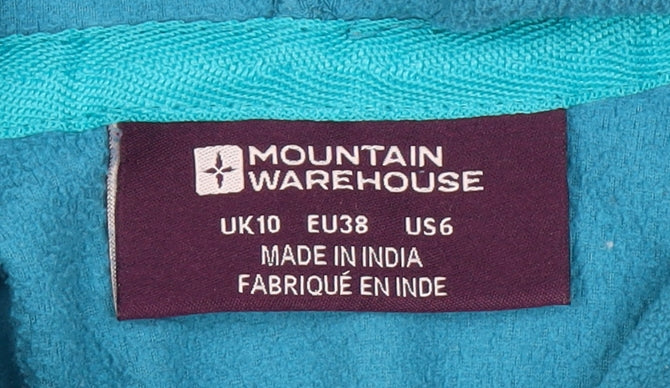 MOUNTAIN
WAREHOUSE
UK10 EU38 US6
MADE IN INDIA
FABRIQUÉ EN INDE